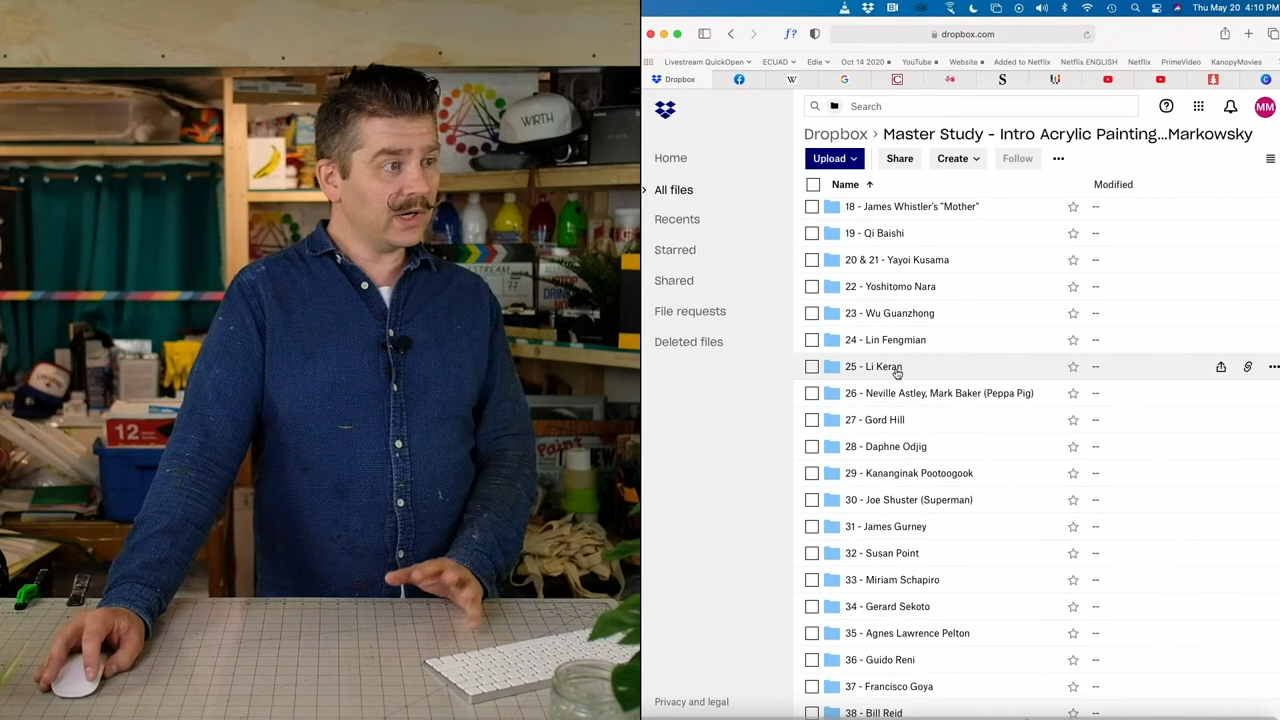 Thu May 20 4:10 PM
dropbox.com
Livestream QuickOpen
ECUAD
Edie
Oct 14 2020
YouTube
Website
Added to Netflix
Netflix ENGLISH
Netflix
PrimeVideo
KanopyMovies
Dropbox
Search
MM
Dropbox › Master Study - Intro Acrylic Painting...Markowsky
Upload
Share
Create
Follow
Home
All files
Recents
Starred
Shared
File requests
Deleted files
Name
Modified
18 - James Whistler's "Mother"
--
19 - Qi Baishi
--
20 & 21 - Yayoi Kusama
--
22 - Yoshitomo Nara
--
23 - Wu Guanzhong
--
24 - Lin Fengmian
--
25 - Li Keran
--
26 - Neville Astley, Mark Baker (Peppa Pig)
--
27 - Gord Hill
--
28 - Daphne Odjig
--
29 - Kananginak Pootoogook
--
30 - Joe Shuster (Superman)
--
31 - James Gurney
--
32 - Susan Point
--
33 - Miriam Schapiro
--
34 - Gerard Sekoto
--
35 - Agnes Lawrence Pelton
--
36 - Guido Reni
--
37 - Francisco Goya
--
38 - Bill Reid
--
Privacy and legal
WIRTH
12
Paint